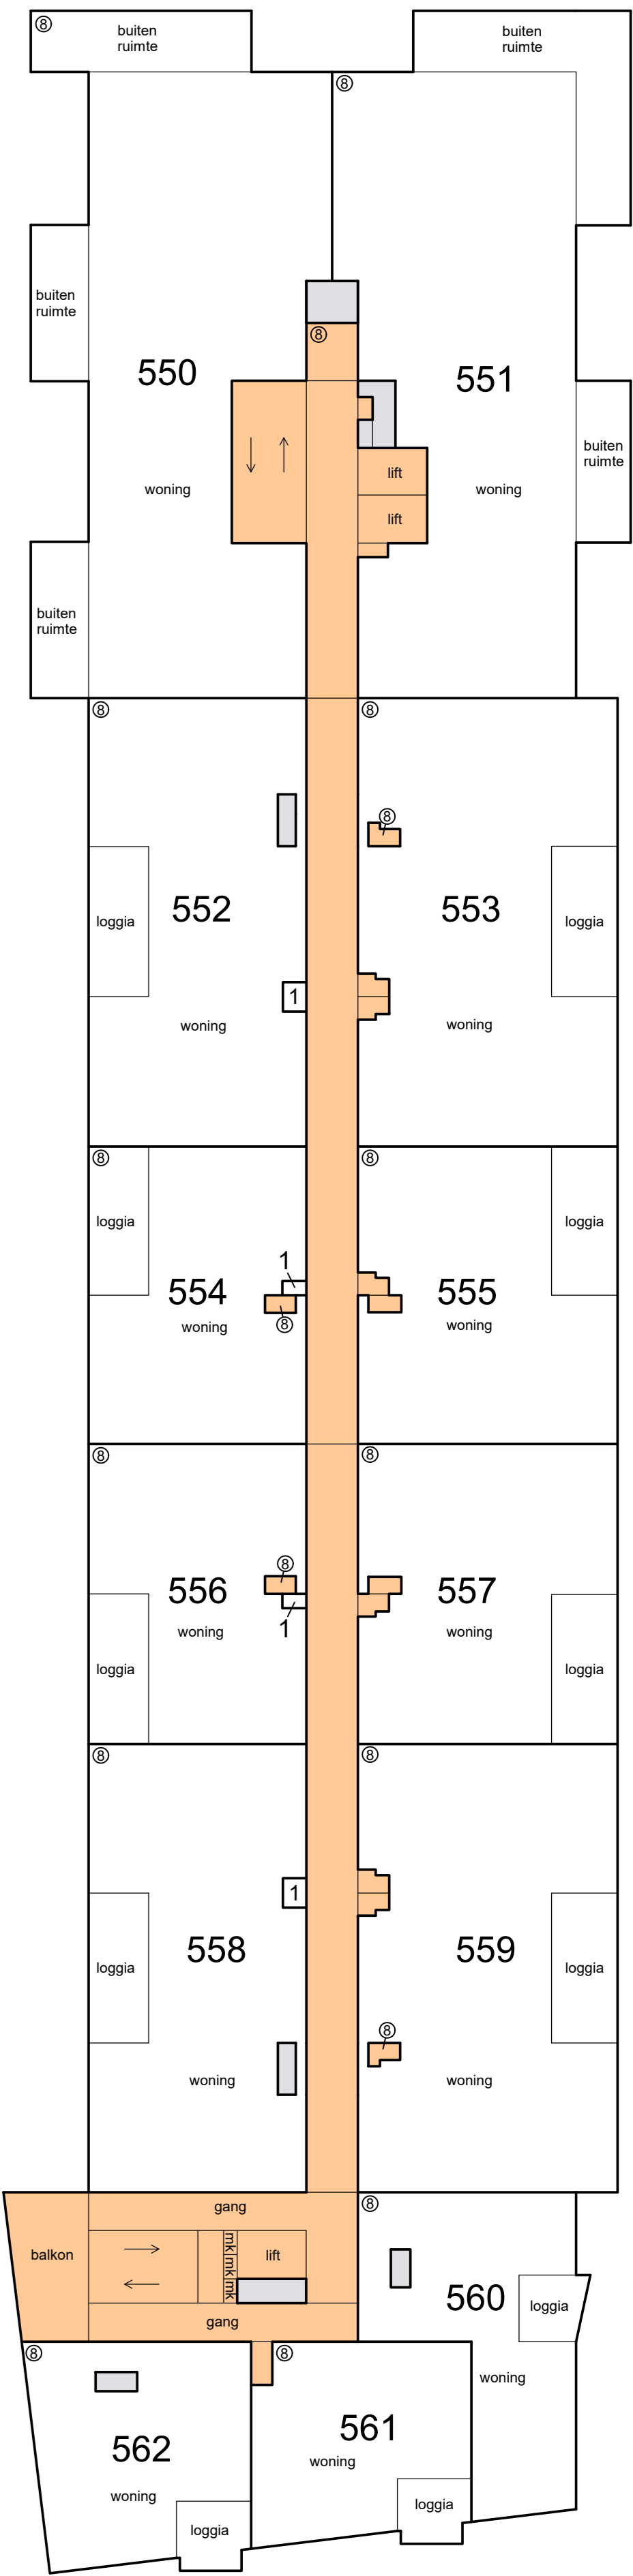 ⑧
buiten
ruimte
buiten
ruimte
⑧
buiten
ruimte
⑧
550
551
buiten
ruimte
lift
woning
woning
lift
buiten
ruimte
⑧
⑧
⑧
552
553
loggia
loggia
1
woning
woning
⑧
⑧
loggia
loggia
1
554
555
⑧
woning
woning
⑧
⑧
⑧
556
557
1
woning
woning
loggia
loggia
⑧
⑧
1
558
559
loggia
loggia
⑧
woning
woning
⑧
gang
mk
balkon
lift
mk
mk
560
loggia
gang
⑧
⑧
woning
561
562
woning
woning
loggia
loggia